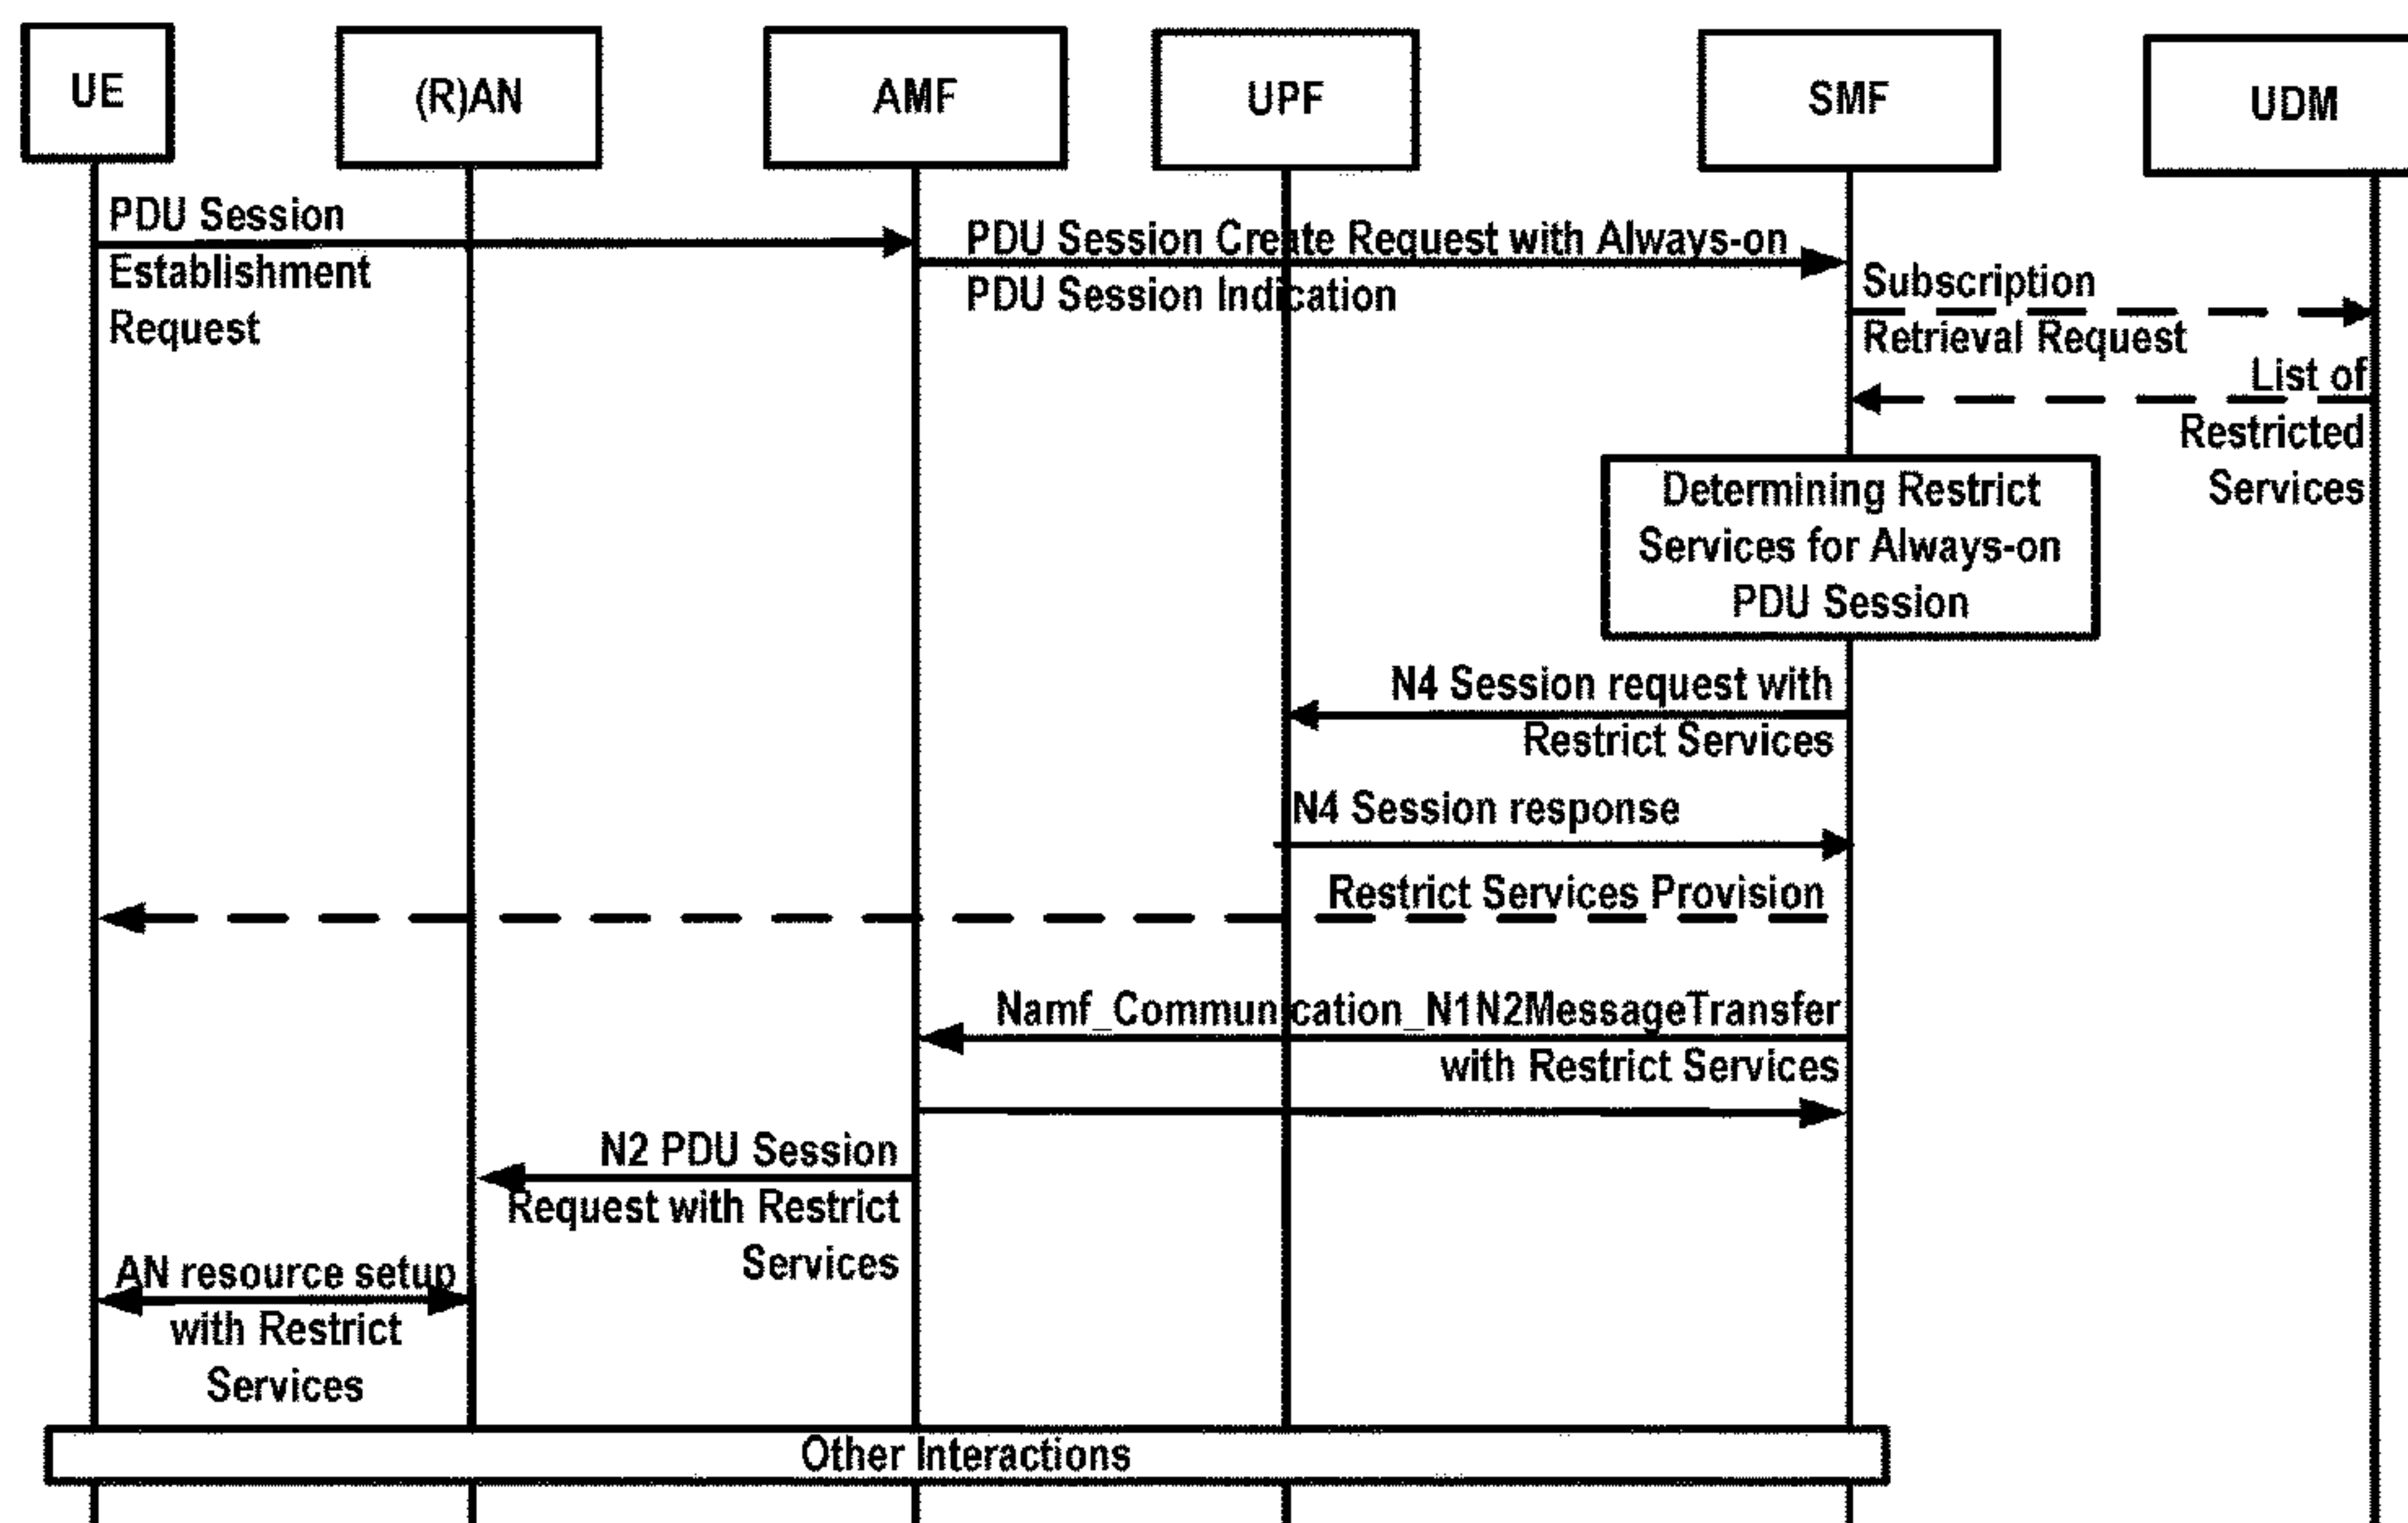 UE
(R)AN
AMF
UPF
SMF
UDM
PDU Session
Establishment
Request
PDU Session Create Request with Always-on
PDU Session Indication
Subscription
Retrieval Request
List of
Restricted
Services
Determining Restrict
Services for Always-on
PDU Session
N4 Session request with
Restrict Services
N4 Session response
Restrict Services Provision
Namf_Communication_N1N2MessageTransfer
with Restrict Services
N2 PDU Session
Request with Restrict
Services
AN resource setup
with Restrict
Services
Other Interactions